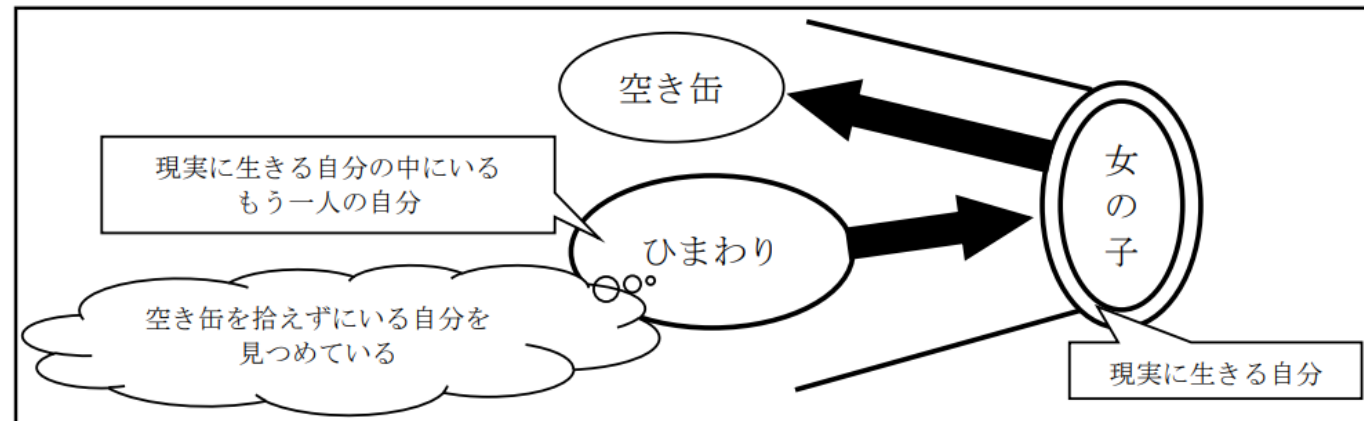 空き缶
現実に生きる自分の中にいる
もう一人の自分
ひまわり
女の子
空き缶を拾えずにいる自分を
見つめている
現実に生きる自分